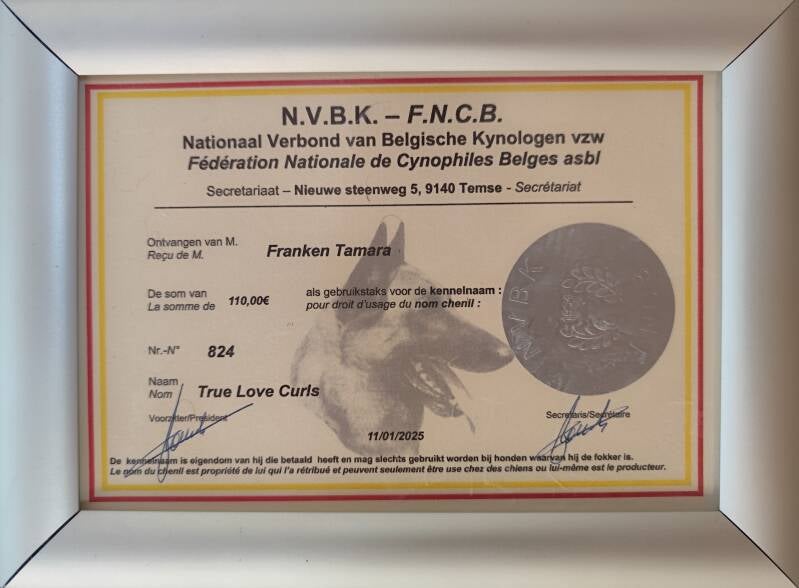 N.V.B.K. – F.N.C.B.
Nationaal Verbond van Belgische Kynologen vzw
Fédération Nationale de Cynophiles Belges asbl
Secretariaat – Nieuwe steenweg 5, 9140 Temse - Secrétariat
Ontvangen van M.
Reçu de M.
Franken Tamara
De som van
La somme de
110,00€
als gebruikstaks voor de kennelnaam :
pour droit d'usage du nom chenil :
N.V.B.K.
Nr.-N° 824
Naam
Nom
True Love Curls
Voorzitter/Président
Secretaris/Secrétaire
11/01/2025
De kennelnaam is eigendom van hij die betaald heeft en mag slechts gebruikt worden bij honden waarvan hij de fokker is.
Le nom du chenil est propriété de lui qui l'a rétribué et peuvent seulement être use chez des chiens ou lui-même est le producteur.